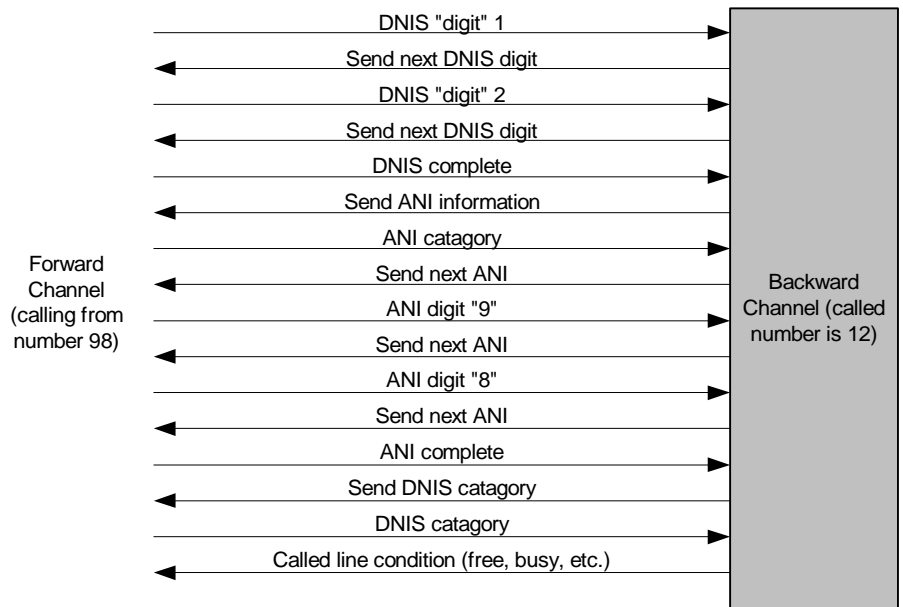 DNIS "digit" 1
Send next DNIS digit
DNIS "digit" 2
Send next DNIS digit
DNIS complete
Send ANI information
ANI catagory
Send next ANI
ANI digit "9"
Send next ANI
ANI digit "8"
Send next ANI
ANI complete
Send DNIS catagory
DNIS catagory
Called line condition (free, busy, etc.)
Forward
Channel
(calling from
number 98)
Backward
Channel (called
number is 12)